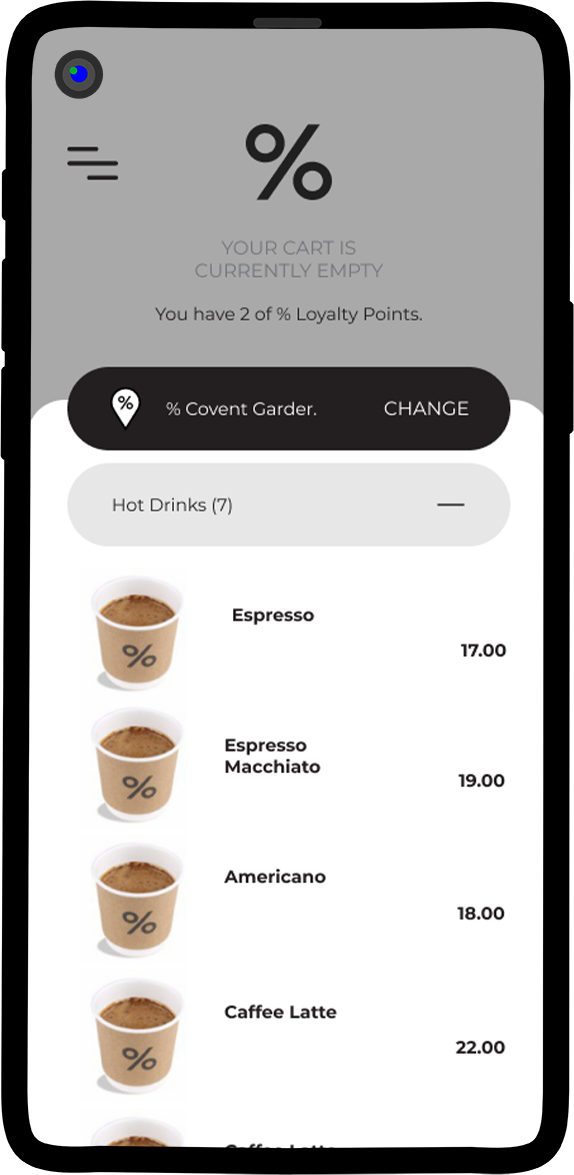 %
YOUR CART IS
CURRENTLY EMPTY
You have 2 of % Loyalty Points.
%
% Covent Garder.
CHANGE
Hot Drinks (7)
Espresso
17.00
%
Espresso
Macchiato
19.00
%
Americano
18.00
%
Caffee Latte
22.00
%